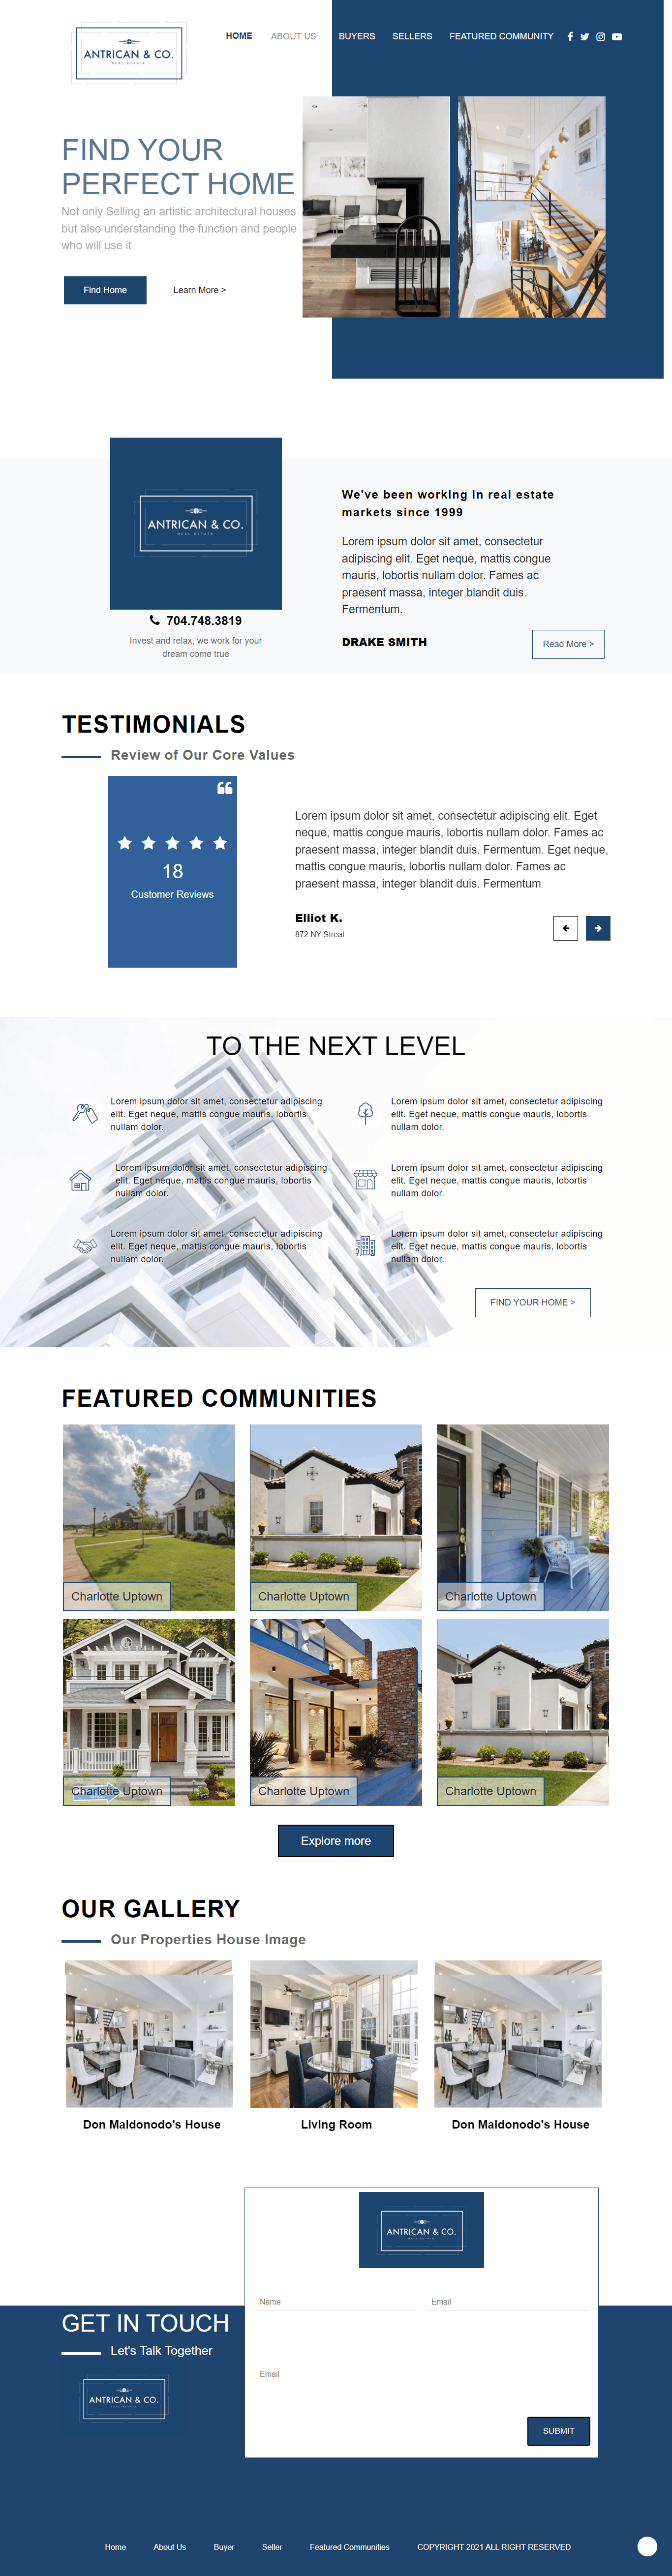 ANTRICAN & CO.
REAL ESTATE
HOME ABOUT US BUYERS SELLERS FEATURED COMMUNITY
FIND YOUR
PERFECT HOME
Not only Selling an artistic architectural houses
but also understanding the function and people
who will use it
Find Home Learn More >
ANTRICAN & CO.
REAL ESTATE
704.748.3819
Invest and relax, we work for your
dream come true
We've been working in real estate
markets since 1999
Lorem ipsum dolor sit amet, consectetur
adipiscing elit. Eget neque, mattis congue
mauris, lobortis nullam dolor. Fames ac
praesent massa, integer blandit duis.
Fermentum.
DRAKE SMITH
Read More >
TESTIMONIALS
Review of Our Core Values
18
Customer Reviews
Lorem ipsum dolor sit amet, consectetur adipiscing elit. Eget
neque, mattis congue mauris, lobortis nullam dolor. Fames ac
praesent massa, integer blandit duis. Fermentum. Eget neque,
mattis congue mauris, lobortis nullam dolor. Fames ac
praesent massa, integer blandit duis. Fermentum
Elliot K.
872 NY Streat
TO THE NEXT LEVEL
Lorem ipsum dolor sit amet, consectetur adipiscing
elit. Eget neque, mattis congue mauris, lobortis
nullam dolor.
Lorem ipsum dolor sit amet, consectetur adipiscing
elit. Eget neque, mattis congue mauris, lobortis
nullam dolor.
Lorem ipsum dolor sit amet, consectetur adipiscing
elit. Eget neque, mattis congue mauris, lobortis
nullam dolor.
Lorem ipsum dolor sit amet, consectetur adipiscing
elit. Eget neque, mattis congue mauris, lobortis
nullam dolor.
Lorem ipsum dolor sit amet, consectetur adipiscing
elit. Eget neque, mattis congue mauris, lobortis
nullam dolor.
Lorem ipsum dolor sit amet, consectetur adipiscing
elit. Eget neque, mattis congue mauris, lobortis
nullam dolor.
FIND YOUR HOME >
FEATURED COMMUNITIES
Charlotte Uptown
Charlotte Uptown
Charlotte Uptown
Charlotte Uptown
Charlotte Uptown
Charlotte Uptown
Explore more
OUR GALLERY
Our Properties House Image
Don Maldonodo's House
Living Room
Don Maldonodo's House
GET IN TOUCH
Let's Talk Together
ANTRICAN & CO.
REAL ESTATE
ANTRICAN & CO.
REAL ESTATE
Name
Email
Email
SUBMIT
Home About Us Buyer Seller Featured Communities COPYRIGHT 2021 ALL RIGHT RESERVED